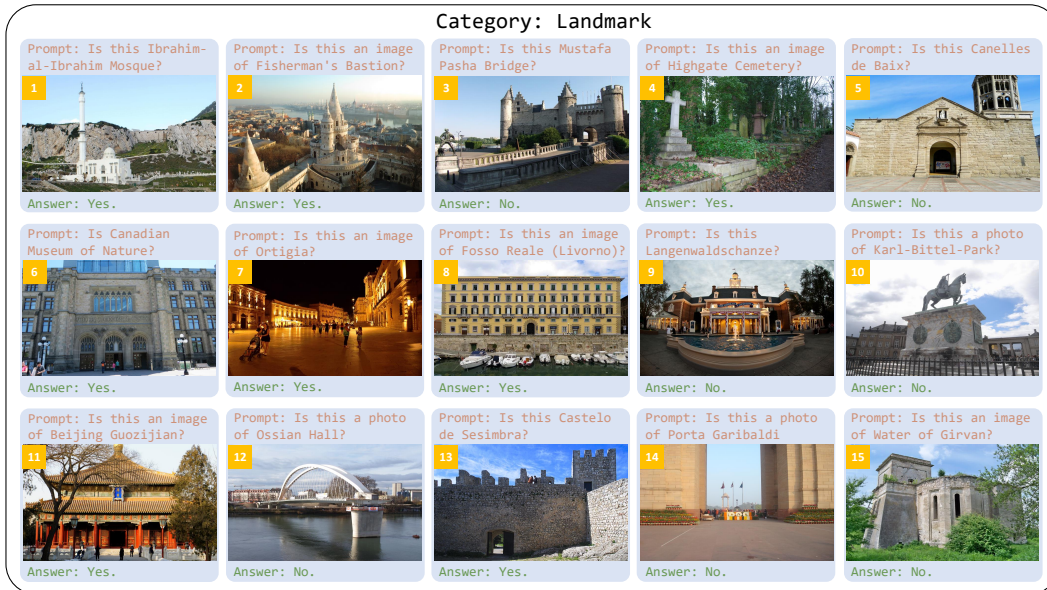 Category: Landmark
Prompt: Is this Ibrahim-
al-Ibrahim Mosque?
1
Answer: Yes.
Prompt: Is this an image
of Fisherman's Bastion?
2
Answer: Yes.
Prompt: Is this Mustafa
Pasha Bridge?
3
Answer: No.
Prompt: Is this an image
of Highgate Cemetery?
4
Answer: Yes.
Prompt: Is this Canelles
de Baix?
5
Answer: No.
Prompt: Is Canadian
Museum of Nature?
6
Answer: Yes.
Prompt: Is this an image
of Ortigia?
7
Answer: Yes.
Prompt: Is this an image
of Fosso Reale (Livorno)?
8
Answer: Yes.
Prompt: Is this
Langenwaldschanze?
9
Answer: No.
Prompt: Is this a photo
of Karl-Bittel-Park?
10
Answer: No.
Prompt: Is this an image
of Beijing Guozijian?
11
Answer: Yes.
Prompt: Is this a photo
of Ossian Hall?
12
Answer: No.
Prompt: Is this Castelo
de Sesimbra?
13
Answer: Yes.
Prompt: Is this a photo
of Porta Garibaldi
14
Answer: No.
Prompt: Is this an image
of Water of Girvan?
15
Answer: No.